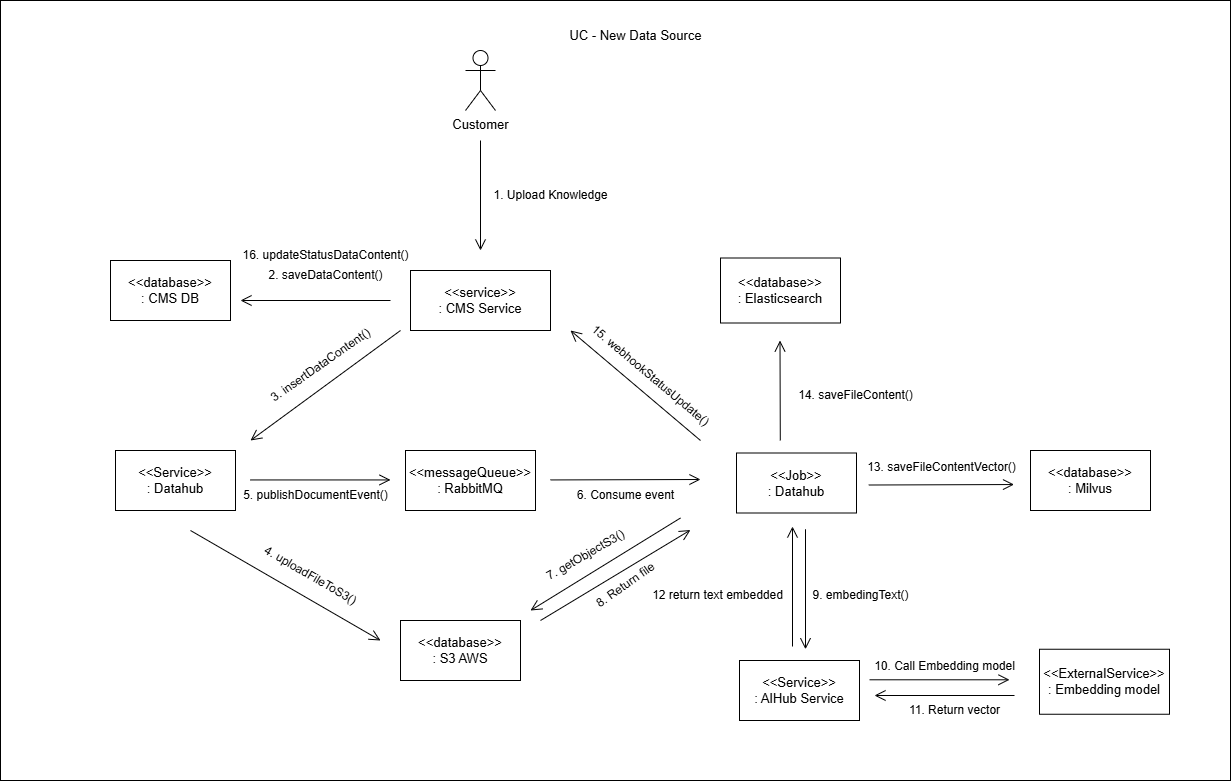 UC - New Data Source
Customer
1. Upload Knowledge
16. updateStatusDataContent()
2. saveDataContent()
<<database>>
: CMS DB
<<service>>
: CMS Service
<<database>>
: Elasticsearch
3. insertDataContent()
15. webhookStatusUpdate()
14. saveFileContent()
<<Service>>
: Datahub
5. publishDocumentEvent()
<<messageQueue>>
: RabbitMQ
6. Consume event
<<Job>>
: Datahub
13. saveFileContentVector()
<<database>>
: Milvus
4. uploadFileToS3()
7. getObjectS3()
8. Return file
12 return text embedded
9. embedingText()
<<database>>
: S3 AWS
<<Service>>
: AIHub Service
10. Call Embedding model
11. Return vector
<<ExternalService>>
: Embedding model